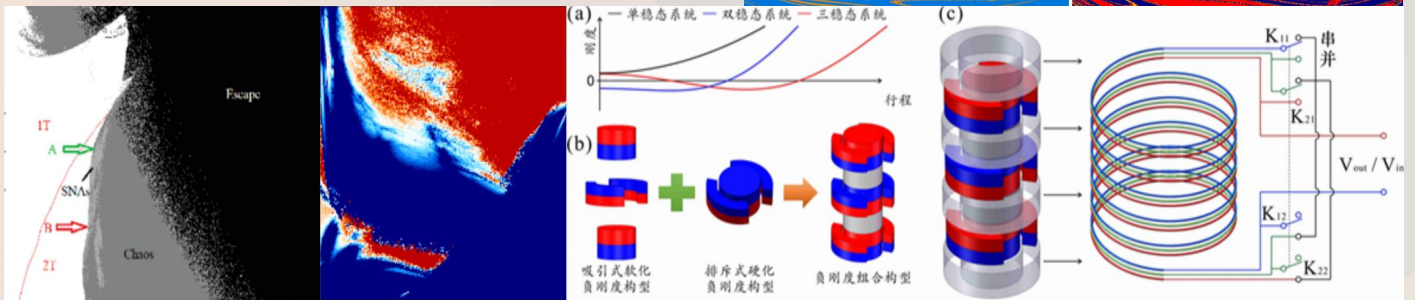 1T
A
SNAs
B
2T
Chaos
Escape
(a)
单稳态系统
双稳态系统
三稳态系统
刚度
0
行程
(b)
吸引式软化
负刚度构型
排斥式硬化
负刚度构型
负刚度组合构型
(c)
K11
串
并
K21
Vout / Vin
K12
K22